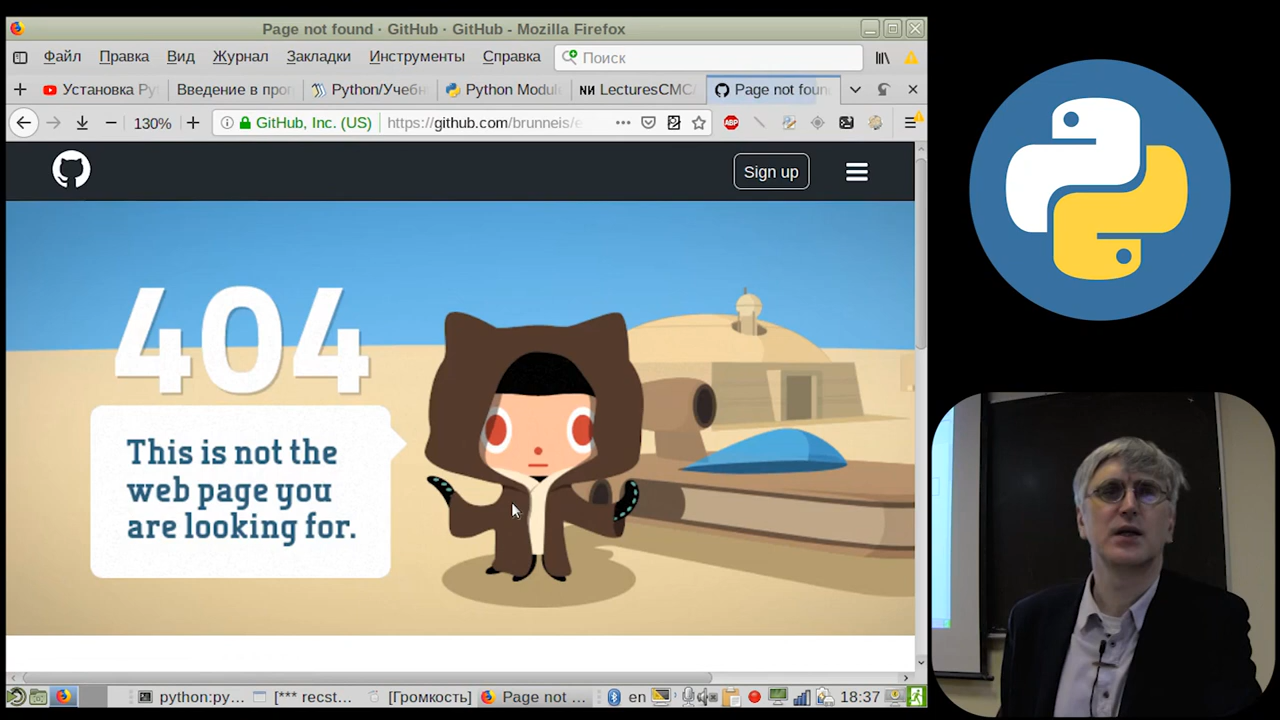 Page not found · GitHub · GitHub - Mozilla Firefox
Файл Правка Вид Журнал Закладки Инструменты Справка Поиск
Установка Py Введение в прог Python/Учебн Python Module LecturesCMC/ Page not foun
130% GitHub, Inc. (US) https://github.com/brunneis/e
ABP
Sign up
404
This is not the
web page you
are looking for.
python:py... [*** recst... [Громкость] Page not ... en 18:37